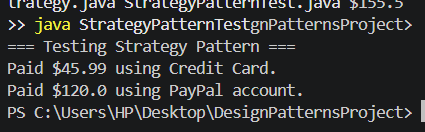 trategy.java StrategyPatternTest.java $155.5
>> java StrategyPatternTestgnPatternsProject>
=== Testing Strategy Pattern ===
Paid $45.99 using Credit Card.
Paid $120.0 using PayPal account.
PS C:\Users\HP\Desktop\DesignPatternsProject>